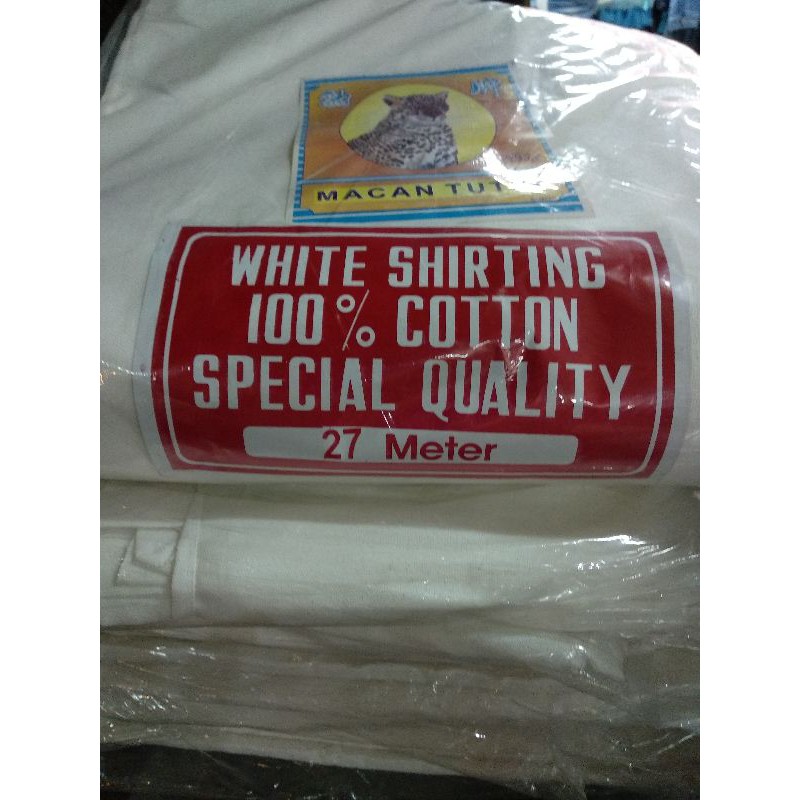 MACAN TUT
WHITE SHIRTING
100% COTTON
SPECIAL QUALITY
27 Meter